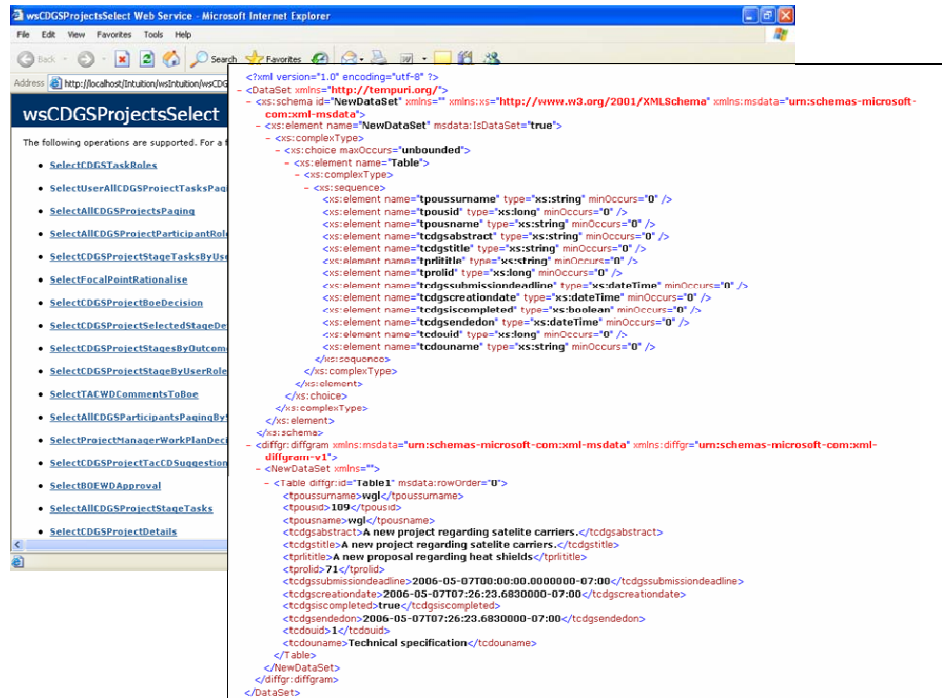 wsCDGSProjectsSelect Web Service - Microsoft Internet Explorer
File Edit View Favorites Tools Help
Back Search Favorites
Address http://localhost/Intuition/wsIntuition/wsCDG
wsCDGSProjectsSelect
The following operations are supported. For a f
SelectCDGSTaskRoles
SelectUserAllCDGSProjectTasksPag
SelectAllCDGSProjectsPaging
SelectAllCDGSProjectParticipantRol
SelectCDGSProjectStageTasksByUse
SelectFocalPointRationalise
SelectCDGSProjectBoeDecision
SelectCDGSProjectSelectedStageDe
SelectCDGSProjectStagesByOutcom
SelectCDGSProjectStageByUserRole
SelectTACWDCommentsToBoe
SelectAllCDGSParticipantsPagingByS
SelectProjectManagerWorkPlanDeci
SelectCDGSProjectTacCDSuggestion
SelectBOEWDApproval
SelectAllCDGSProjectStageTasks
SelectCDGSProjectDetails
<?xml version="1.0" encoding="utf-8" ?>
- <DataSet xmlns="http://tempuri.org/">
- <xs:schema id="NewDataSet" xmlns="" xmlns:xs="http://www.w3.org/2001/XMLSchema" xmlns:msdata="urn:schemas-microsoft-
com:xml-msdata">
- <xs:element name="NewDataSet" msdata:IsDataSet="true">
- <xs:complexType>
- <xs:choice maxOccurs="unbounded">
- <xs:element name="Table">
- <xs:complexType>
- <xs:sequence>
<xs:element name="tpoussurname" type="xs:string" minOccurs="0" />
<xs:element name="tpousid" type="xs:long" minOccurs="0" />
<xs:element name="tpousname" type="xs:string" minOccurs="0" />
<xs:element name="tcdgsabstract" type="xs:string" minOccurs="0" />
<xs:element name="tcdgstitle" type="xs:string" minOccurs="0" />
<xs:element name="tprlititle" type="xs:string" minOccurs="0" />
<xs:element name="tprolid" type="xs:long" minOccurs="0" />
<xs:element name="tcdgssubmissiondeadline" type="xs:dateTime" minOccurs="0" />
<xs:element name="tcdgscreationdate" type="xs:dateTime" minOccurs="0" />
<xs:element name="tcdgsiscompleted" type="xs:boolean" minOccurs="0" />
<xs:element name="tcdgsendedon" type="xs:dateTime" minOccurs="0" />
<xs:element name="tcdouid" type="xs:long" minOccurs="0" />
<xs:element name="tcdouname" type="xs:string" minOccurs="0" />
</xs:sequence>
</xs:complexType>
</xs:element>
</xs:choice>
</xs:complexType>
</xs:element>
</xs:schema>
- <diffgr:diffgram xmlns:msdata="urn:schemas-microsoft-com:xml-msdata" xmlns:diffgr="urn:schemas-microsoft-com:xml-
diffgram-v1">
- <NewDataSet xmlns="">
- <Table diffgr:id="Table1" msdata:rowOrder="0">
<tpoussurname>wgl</tpoussurname>
<tpousid>109</tpousid>
<tpousname>wgl</tpousname>
<tcdgsabstract>A new project regarding satelite carriers.</tcdgsabstract>
<tcdgstitle>A new project regarding satelite carriers.</tcdgstitle>
<tprlititle>A new proposal regarding heat shields</tprlititle>
<tprolid>71</tprolid>
<tcdgssubmissiondeadline>2006-05-07T00:00:00.0000000-07:00</tcdgssubmissiondeadline>
<tcdgscreationdate>2006-05-07T07:26:23.6830000-07:00</tcdgscreationdate>
<tcdgsiscompleted>true</tcdgsiscompleted>
<tcdgsendedon>2006-05-07T07:26:23.6830000-07:00</tcdgsendedon>
<tcdouid>1</tcdouid>
<tcdouname>Technical specification</tcdouname>
</Table>
</NewDataSet>
</diffgr:diffgram>
</DataSet>